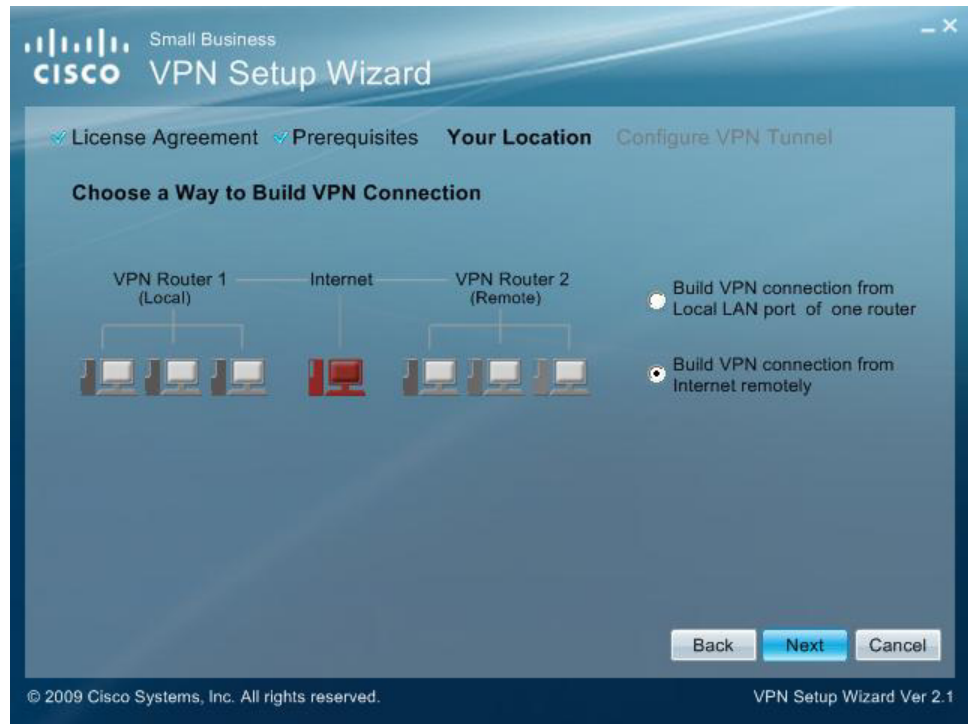 Small Business
CISCO VPN Setup Wizard
License Agreement Prerequisites Your Location Configure VPN Tunnel
Choose a Way to Build VPN Connection
VPN Router 1 Internet VPN Router 2
(Local) (Remote)
Build VPN connection from
Local LAN port of one router
Build VPN connection from
Internet remotely
Back Next Cancel
© 2009 Cisco Systems, Inc. All rights reserved. VPN Setup Wizard Ver 2.1